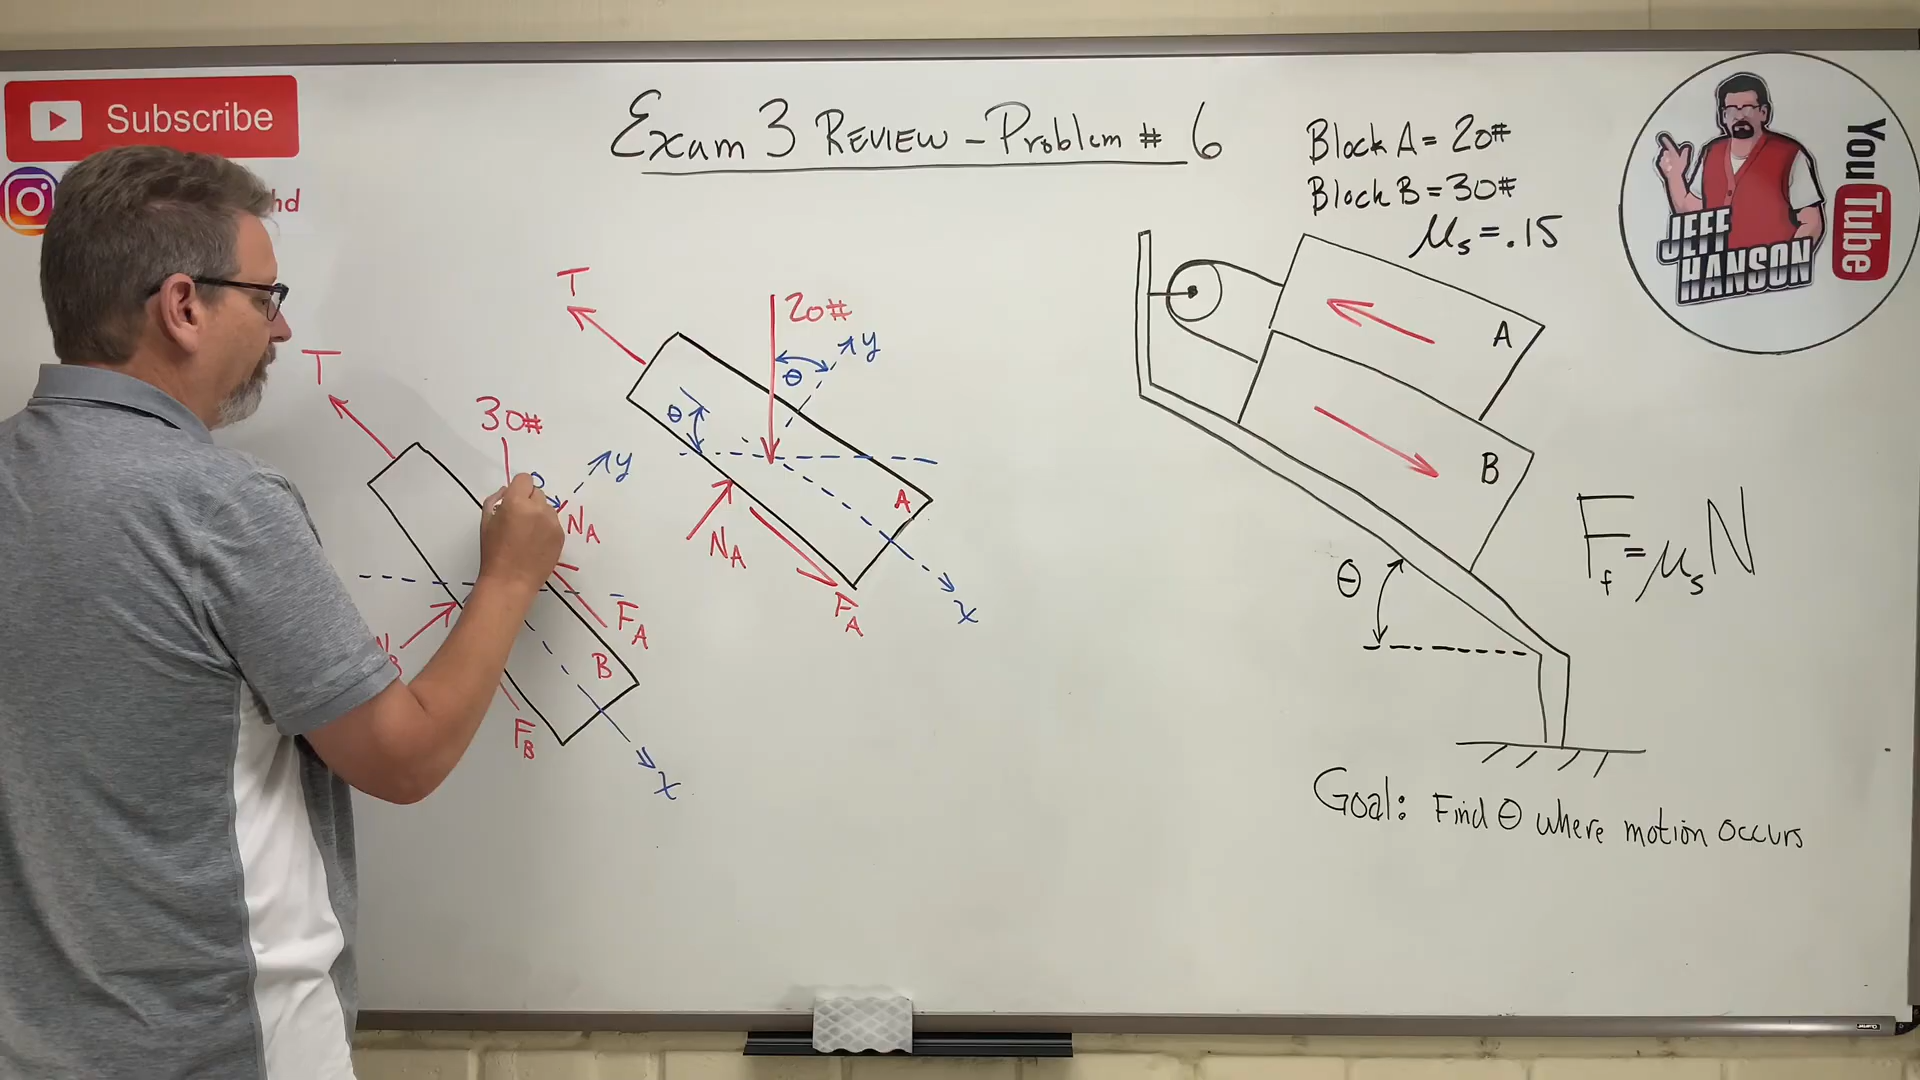 Subscribe
hd
Exam 3 REVIEW - Problem # 6
Block A = 20#
Block B = 30#
μs = .15
YouTube
JEFF
HANSON
T
20#
y
θ
θ
A
NA
FA
x
T
30#
y
NA
FA
B
FB
x
A
B
θ
Ff = μsN
Goal: Find θ where motion occurs